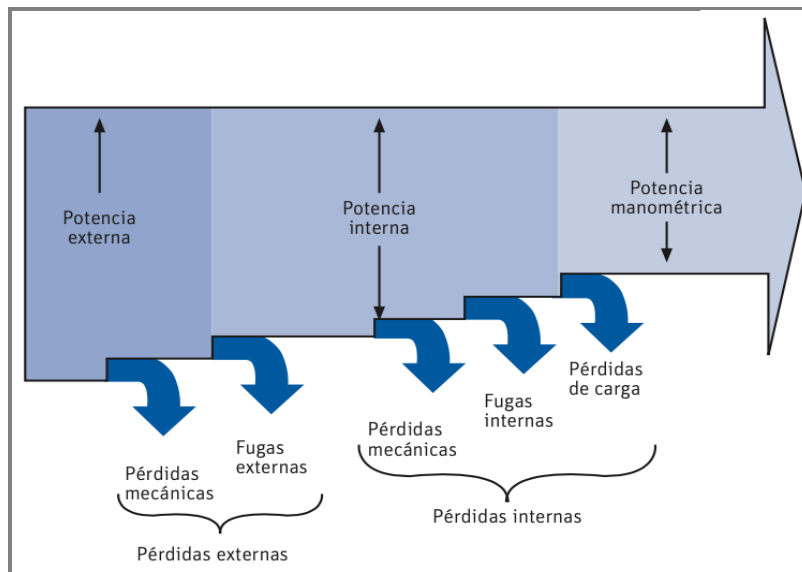 Potencia
externa
Potencia
interna
Potencia
manométrica
Pérdidas
mecánicas
Fugas
externas
Pérdidas
mecánicas
Fugas
internas
Pérdidas
de carga
Pérdidas externas
Pérdidas internas